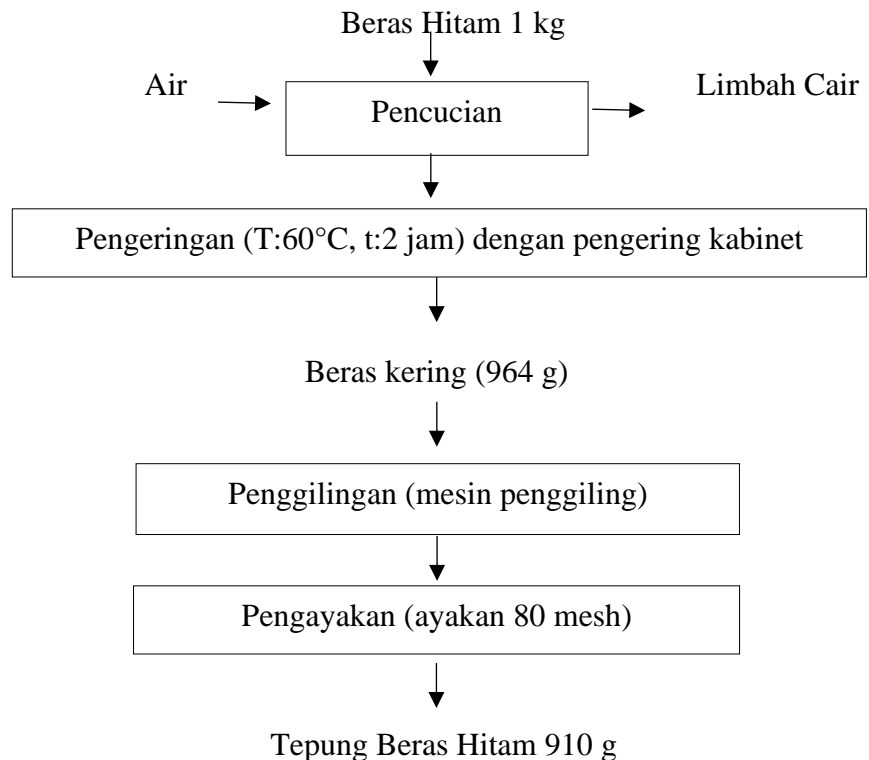 Beras Hitam 1 kg
Air
Limbah Cair
Pencucian
Pengeringan (T:60°C, t:2 jam) dengan pengering kabinet
Beras kering (964 g)
Penggilingan (mesin penggiling)
Pengayakan (ayakan 80 mesh)
Tepung Beras Hitam 910 g